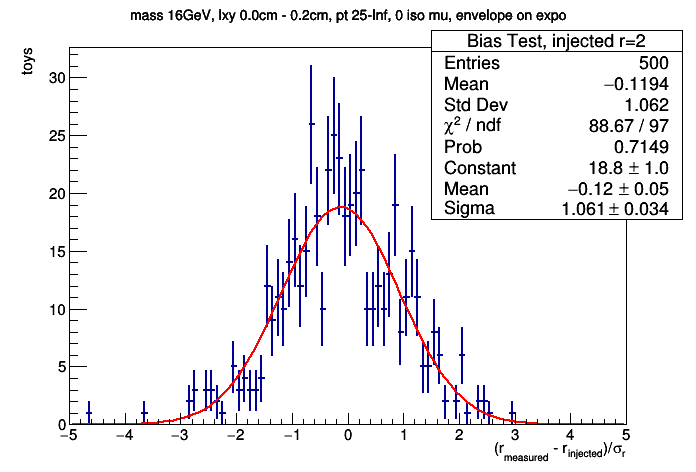 mass 16GeV, lxy 0.0cm - 0.2cm, pt 25-Inf, 0 iso mu, envelope on expo
Bias Test, injected r=2
Entries 500
Mean −0.1194
Std Dev 1.062
χ² / ndf 88.67 / 97
Prob 0.7149
Constant 18.8 ± 1.0
Mean −0.12 ± 0.05
Sigma 1.061 ± 0.034
toys
30
25
20
15
10
5
0
−5 −4 −3 −2 −1 0 1 2 3 4 5
(r_measured - r_injected)/σ_r